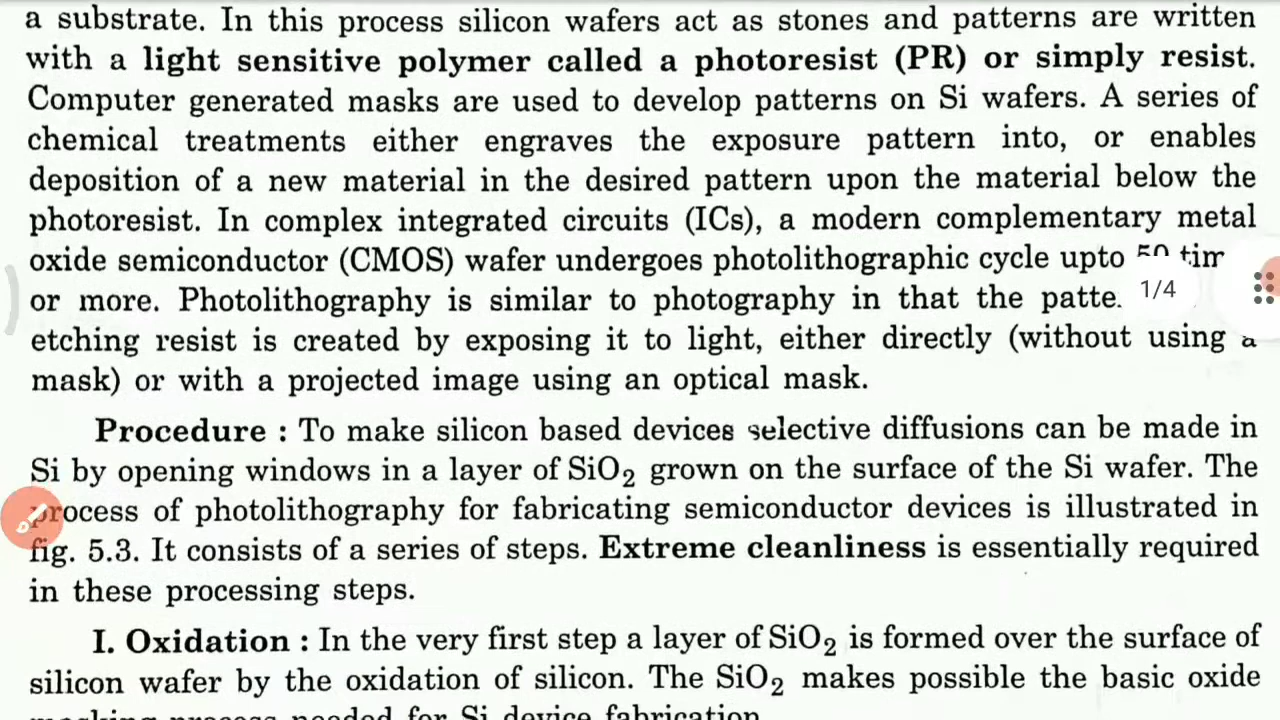 a substrate. In this process silicon wafers act as stones and patterns are written
with a light sensitive polymer called a photoresist (PR) or simply resist.
Computer generated masks are used to develop patterns on Si wafers. A series of
chemical treatments either engraves the exposure pattern into, or enables
deposition of a new material in the desired pattern upon the material below the
photoresist. In complex integrated circuits (ICs), a modern complementary metal
oxide semiconductor (CMOS) wafer undergoes photolithographic cycle upto 50
or more. Photolithography is similar to photography in that the
1/4
etching resist is created by exposing it to light, either directly (without using a
mask) or with a projected image using an optical mask.
Procedure : To make silicon based devices selective diffusions can be made in
Si by opening windows in a layer of SiO₂ grown on the surface of the Si wafer. The
process of photolithography for fabricating semiconductor devices is illustrated in
fig. 5.3. It consists of a series of steps. Extreme cleanliness is essentially required
in these processing steps.
I. Oxidation : In the very first step a layer of SiO₂ is formed over the surface of
silicon wafer by the oxidation of silicon. The SiO₂ makes possible the basic oxide
masking process needed for Si device fabrication